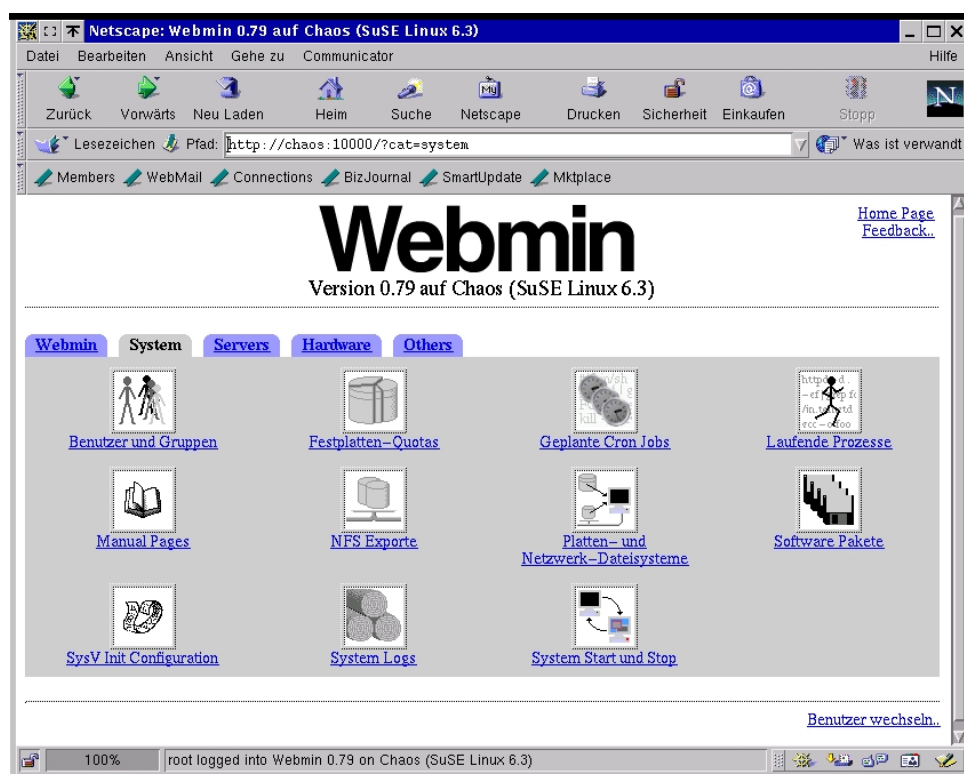 Netscape: Webmin 0.79 auf Chaos (SuSE Linux 6.3)
Datei Bearbeiten Ansicht Gehe zu Communicator Hilfe
My
Zurück Vorwärts Neu Laden Heim Suche Netscape Drucken Sicherheit Einkaufen Stopp
N
Lesezeichen Pfad: http://chaos:10000/?cat=system Was ist verwandt
Members WebMail Connections BizJournal SmartUpdate Mktplace
Home Page
Feedback..
Webmin
Version 0.79 auf Chaos (SuSE Linux 6.3)
Webmin System Servers Hardware Others
Benutzer und Gruppen Festplatten-Quotas Geplante Cron Jobs Laufende Prozesse
Manual Pages NFS Exporte Platten- und Netzwerk-Dateisysteme Software Pakete
SysV Init Configuration System Logs System Start und Stop
Benutzer wechseln..
100% root logged into Webmin 0.79 on Chaos (SuSE Linux 6.3)